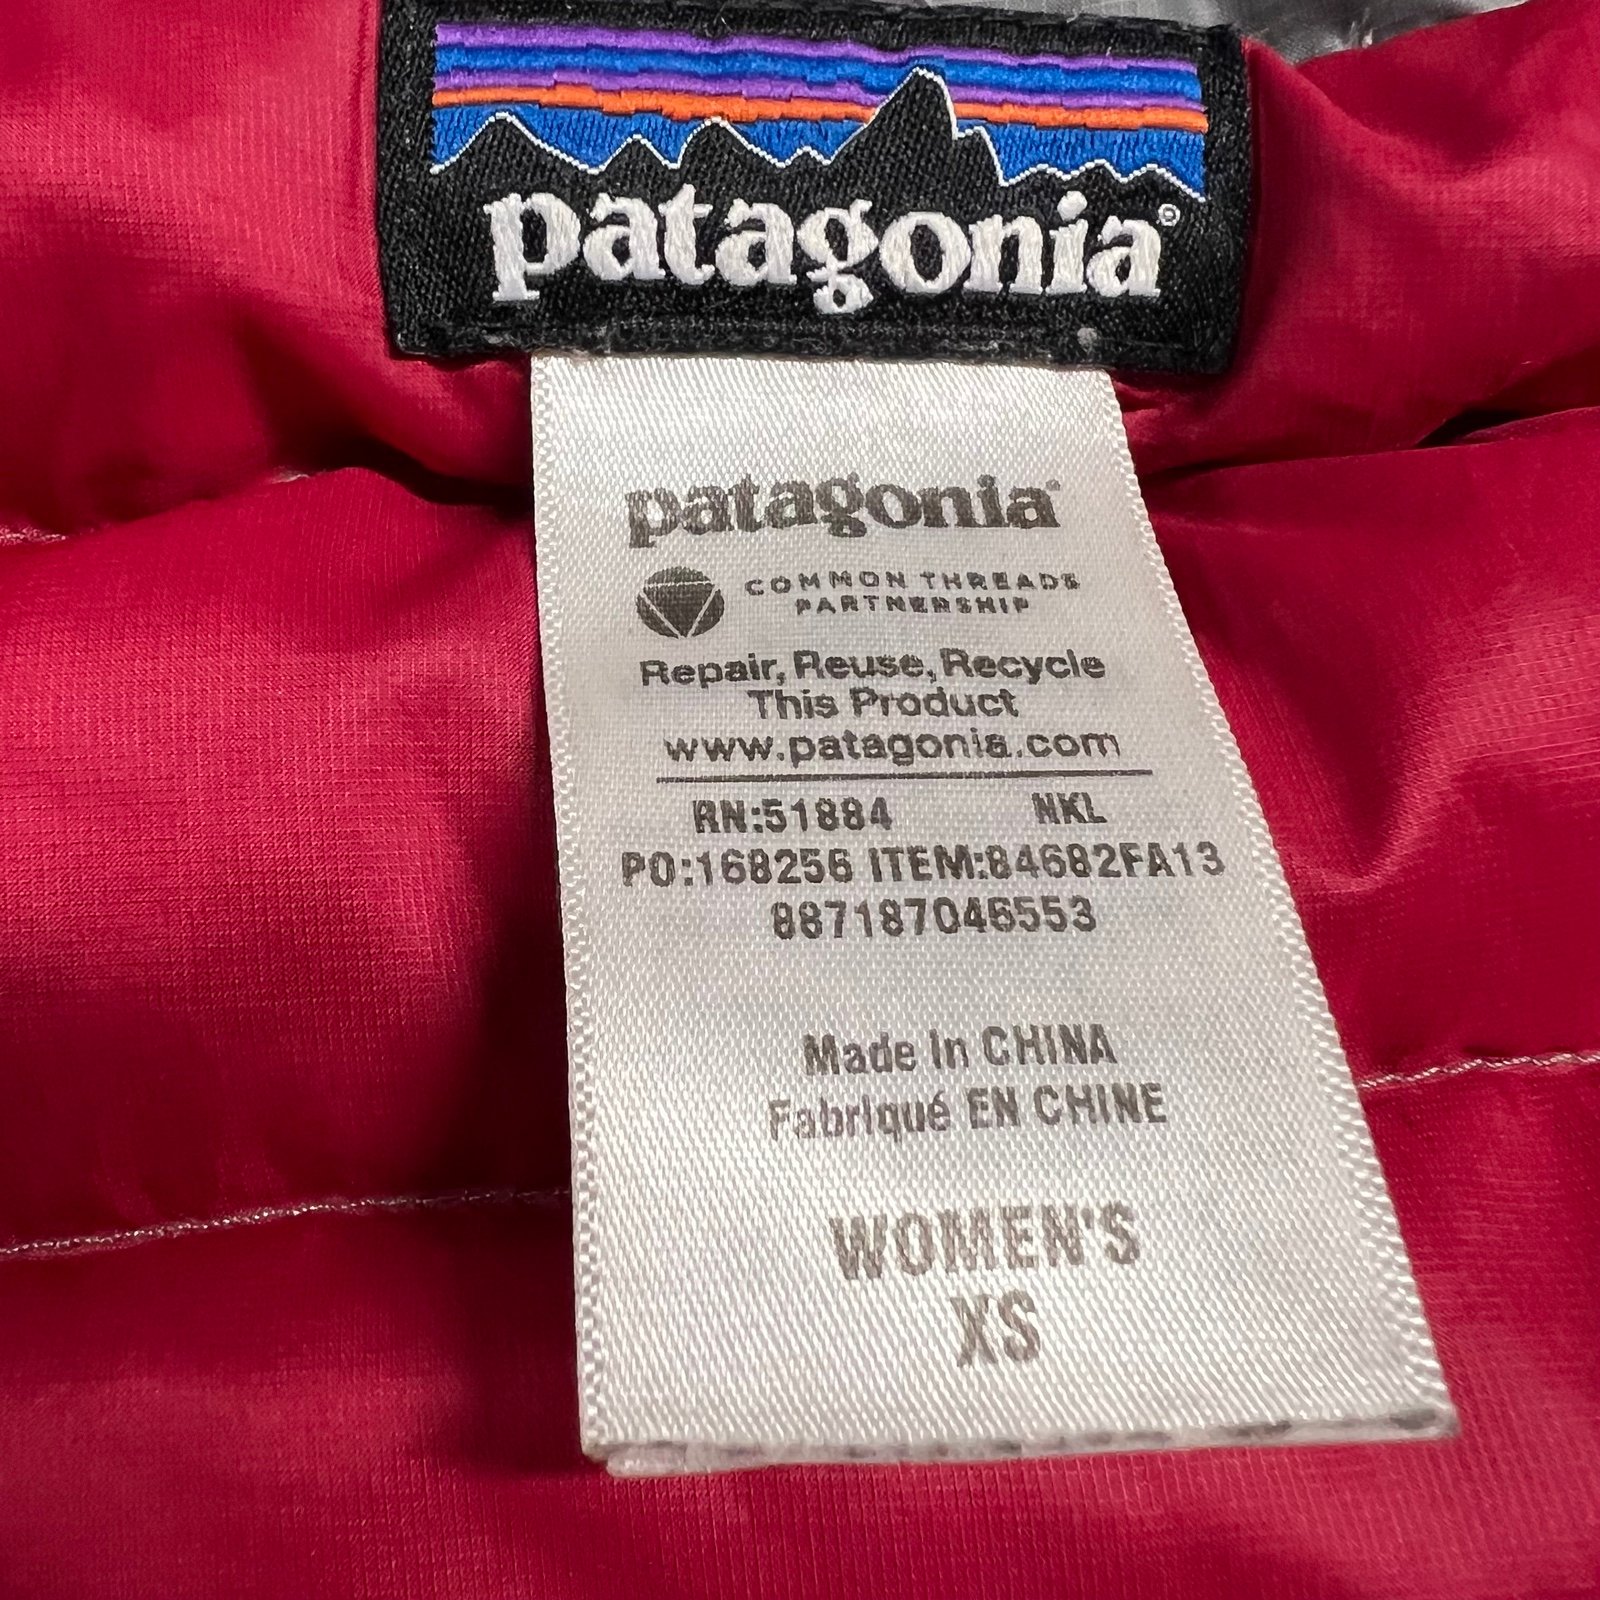 patagonia®
patagonia®
COMMON THREADS
PARTNERSHIP
Repair, Reuse, Recycle
This Product
www.patagonia.com
RN:51884 NKL
PO:168256 ITEM:84682FA13
887187046553
Made In CHINA
Fabriqué EN CHINE
WOMEN'S
XS